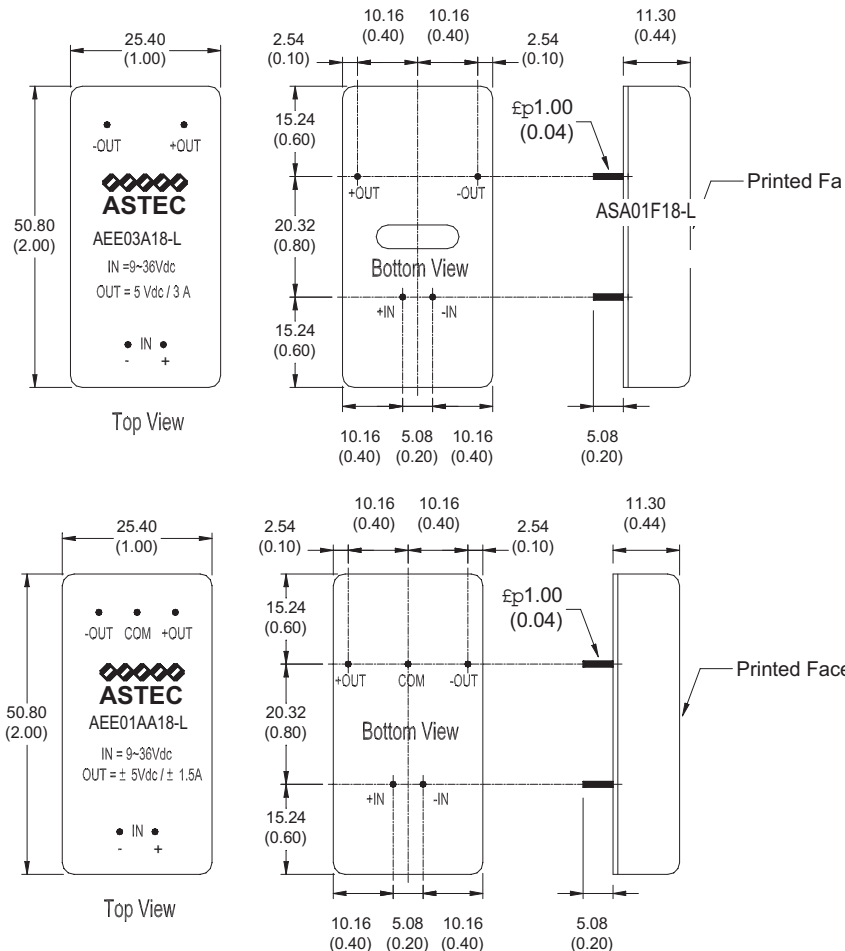 10.16 10.16 11.30
25.40 2.54 (0.40) (0.40) 2.54 (0.44)
(1.00) (0.10) (0.10)
-OUT +OUT
ASTEC
AEE03A18-L
IN =9~36Vdc
OUT = 5 Vdc / 3 A
IN
- +
50.80
(2.00)
Top View
15.24
(0.60)
20.32
(0.80)
15.24
(0.60)
+OUT -OUT
Bottom View
+IN -IN
10.16 5.08 10.16
(0.40) (0.20) (0.40)
£p1.00
(0.04)
ASA01F18-L
Printed Fa
5.08
(0.20)
10.16 10.16 11.30
25.40 2.54 (0.40) (0.40) 2.54 (0.44)
(1.00) (0.10) (0.10)
-OUT COM +OUT
ASTEC
AEE01AA18-L
IN = 9~36Vdc
OUT = ± 5Vdc / ± 1.5A
IN
- +
50.80
(2.00)
Top View
15.24
(0.60)
20.32
(0.80)
15.24
(0.60)
+OUT COM -OUT
Bottom View
+IN -IN
10.16 5.08 10.16
(0.40) (0.20) (0.40)
£p1.00
(0.04)
Printed Face
5.08
(0.20)